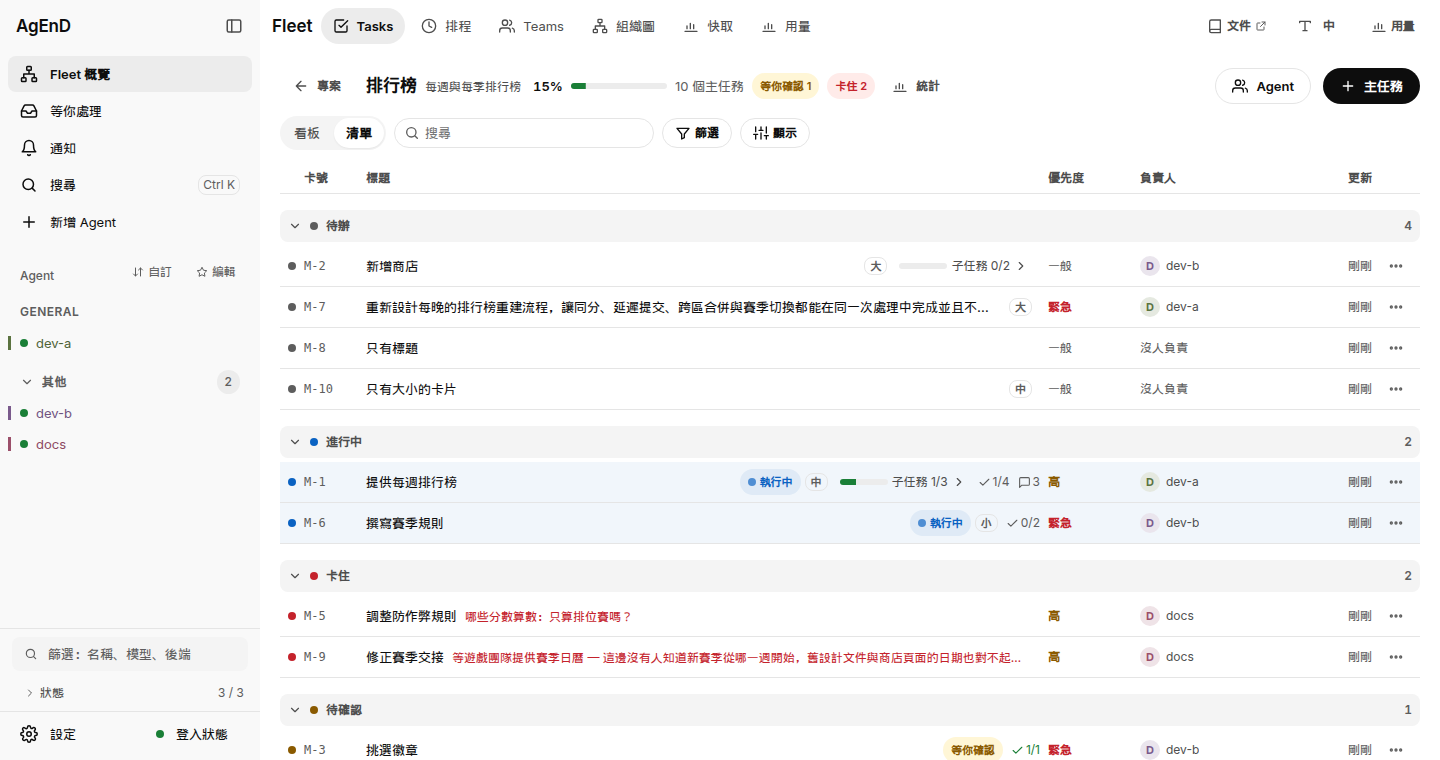 AgEnD
Fleet 概覽
等你處理
通知
搜尋 Ctrl K
新增 Agent
Agent 自訂 編輯
GENERAL
dev-a
其他 2
dev-b
docs
篩選：名稱、模型、後端
狀態 3 / 3
設定 登入狀態
Fleet Tasks 排程 Teams 組織圖 快取 用量 文件 中 用量
專案 排行榜 每週與每季排行榜 15% 10 個主任務 等你確認 1 卡住 2 統計 Agent 主任務
看板 清單 搜尋 篩選 顯示
卡號 標題 優先度 負責人 更新
待辦 4
M-2 新增商店 大 子任務 0/2 一般 D dev-b 剛剛
M-7 重新設計每晚的排行榜重建流程，讓同分、延遲提交、跨區合併與賽季切換都能在同一次處理中完成並且不... 大 緊急 D dev-a 剛剛
M-8 只有標題 一般 沒人負責 剛剛
M-10 只有大小的卡片 中 一般 沒人負責 剛剛
進行中 2
M-1 提供每週排行榜 執行中 中 子任務 1/3 1/4 3 高 D dev-a 剛剛
M-6 撰寫賽季規則 執行中 小 0/2 緊急 D dev-b 剛剛
卡住 2
M-5 調整防作弊規則 哪些分數算數：只算排位賽嗎？ 高 D docs 剛剛
M-9 修正賽季交接 等遊戲團隊提供賽季日曆 — 這邊沒有人知道新賽季從哪一週開始，舊設計文件與商店頁面的日期也對不起... 高 D docs 剛剛
待確認 1
M-3 挑選徽章 等你確認 1/1 緊急 D dev-b 剛剛